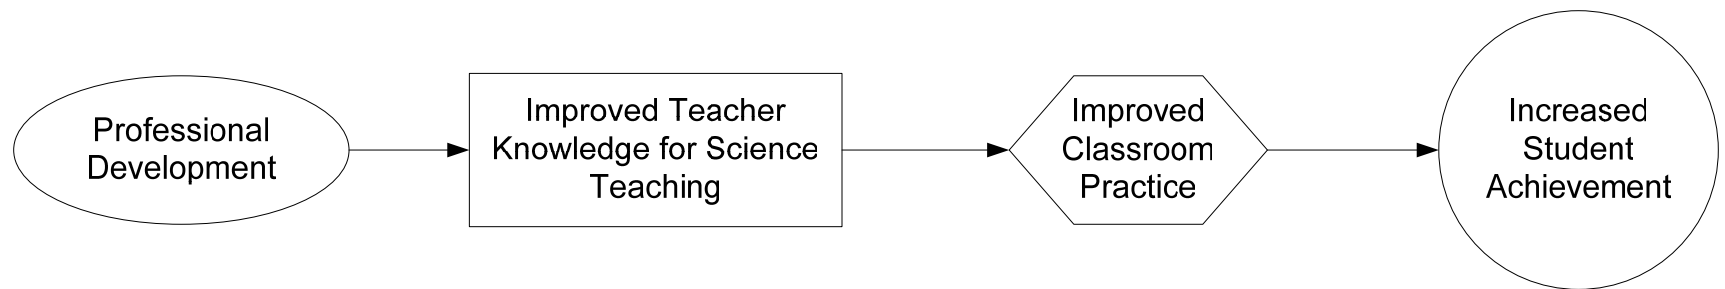 Professional
Development
Improved Teacher
Knowledge for Science
Teaching
Improved
Classroom
Practice
Increased
Student
Achievement